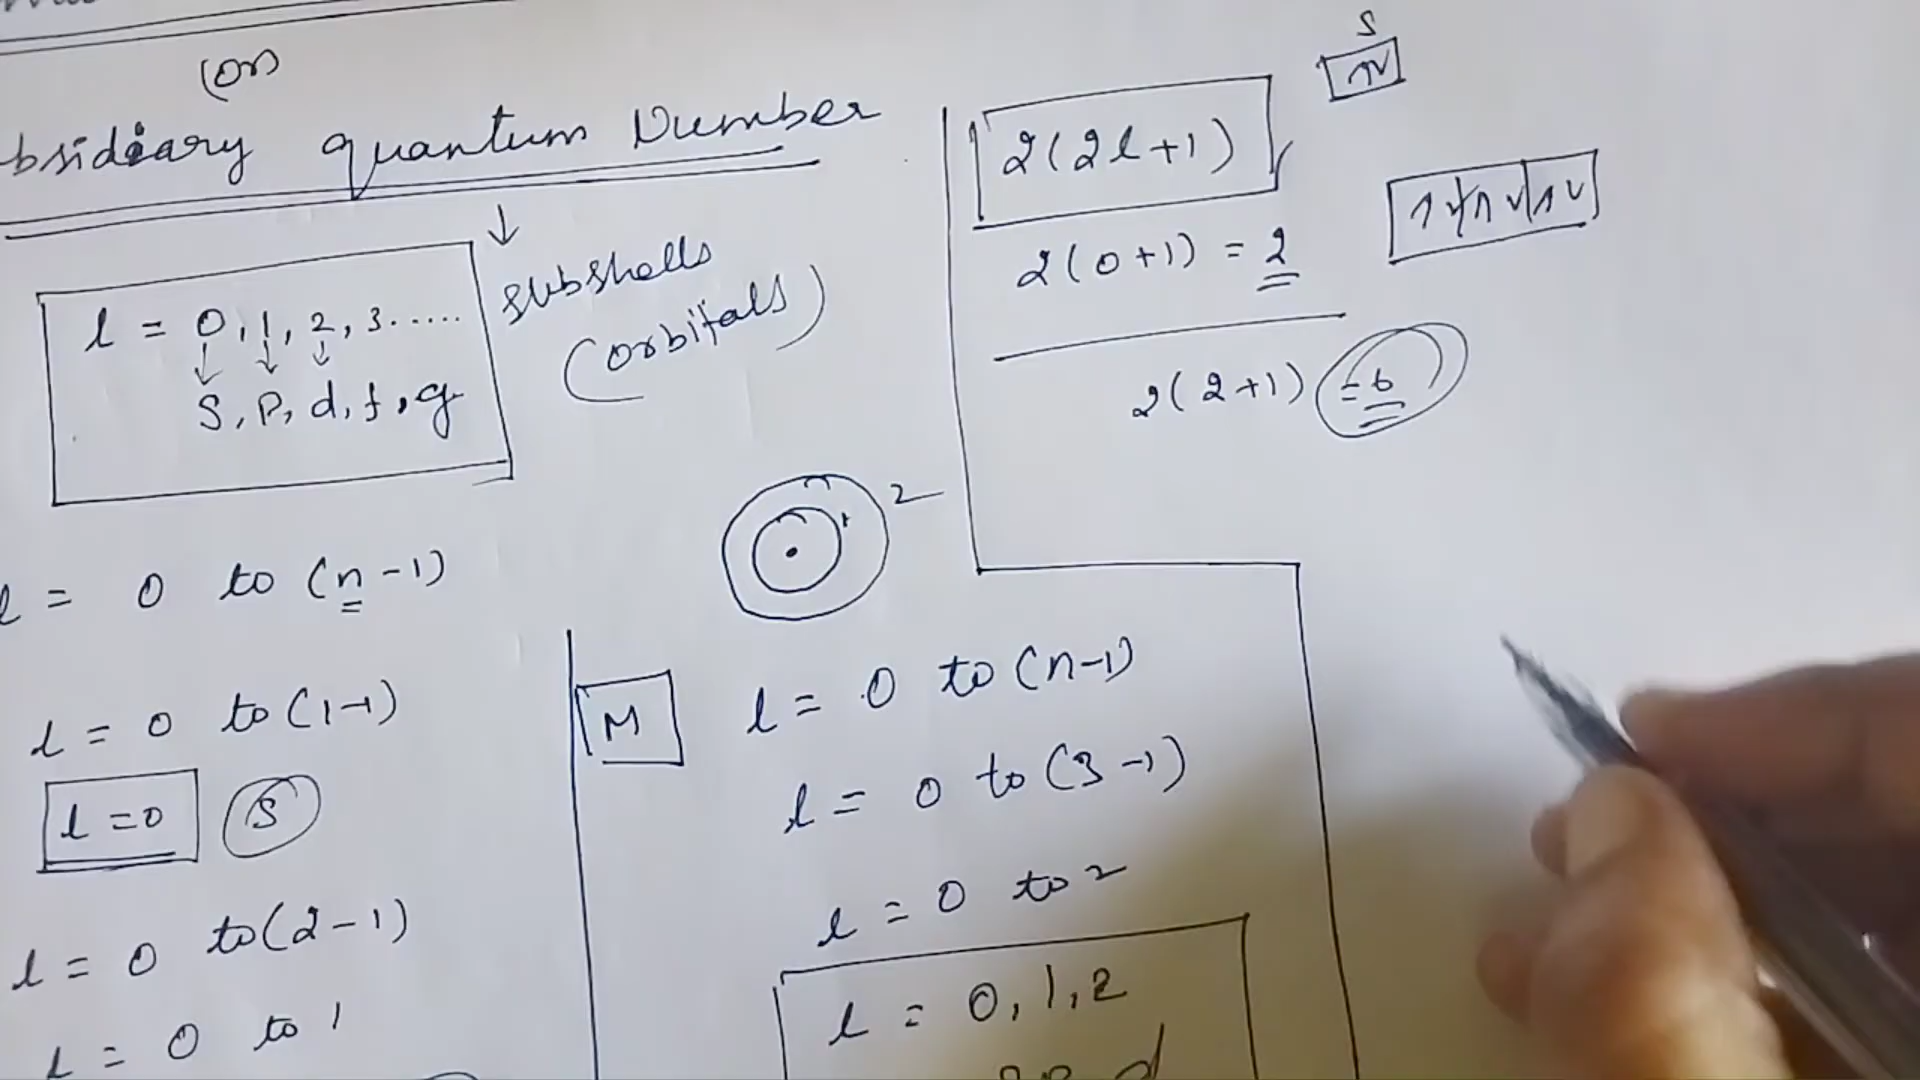 (or)
bsidiary quantum Number
↓
subshells
(orbitals)
l = 0, 1, 2, 3.....
↓ ↓ ↓
S, P, d, f, g
l = 0 to (n-1)
l = 0 to (1-1)
l = 0 S
l = 0 to (2-1)
l = 0 to 1
1 2
M
l = 0 to (n-1)
l = 0 to (3-1)
l = 0 to 2
l = 0, 1, 2
d
2(2l+1)
2(0+1) = 2
2(2+1) = 6
S